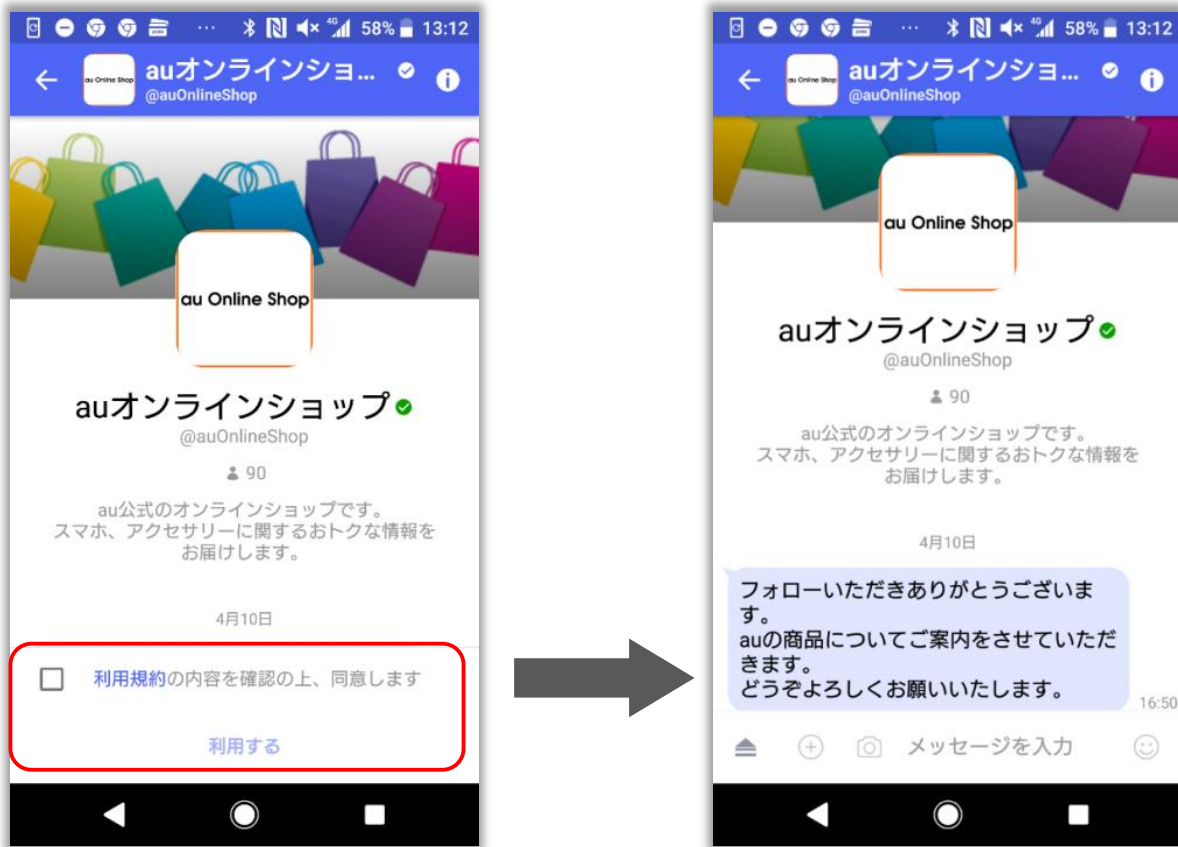 58% 13:12
au Online Shop
auオンラインショ...
@auOnlineShop
au Online Shop
auオンラインショップ
@auOnlineShop
90
au公式のオンラインショップです。
スマホ、アクセサリーに関するおトクな情報を
お届けします。
4月10日
利用規約の内容を確認の上、同意します
利用する
58% 13:12
au Online Shop
auオンラインショ...
@auOnlineShop
au Online Shop
auオンラインショップ
@auOnlineShop
90
au公式のオンラインショップです。
スマホ、アクセサリーに関するおトクな情報を
お届けします。
4月10日
フォローいただきありがとうございま
す。
auの商品についてご案内をさせていただ
きます。
どうぞよろしくお願いいたします。
16:50
メッセージを入力